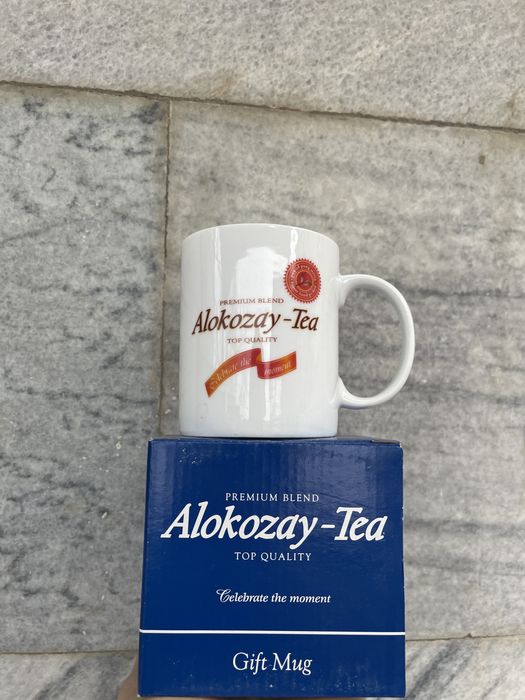 PREMIUM BLEND
Alokozay-Tea
TOP QUALITY
Celebrate the moment
PREMIUM BLEND
Alokozay-Tea
TOP QUALITY
Celebrate the moment
Gift Mug